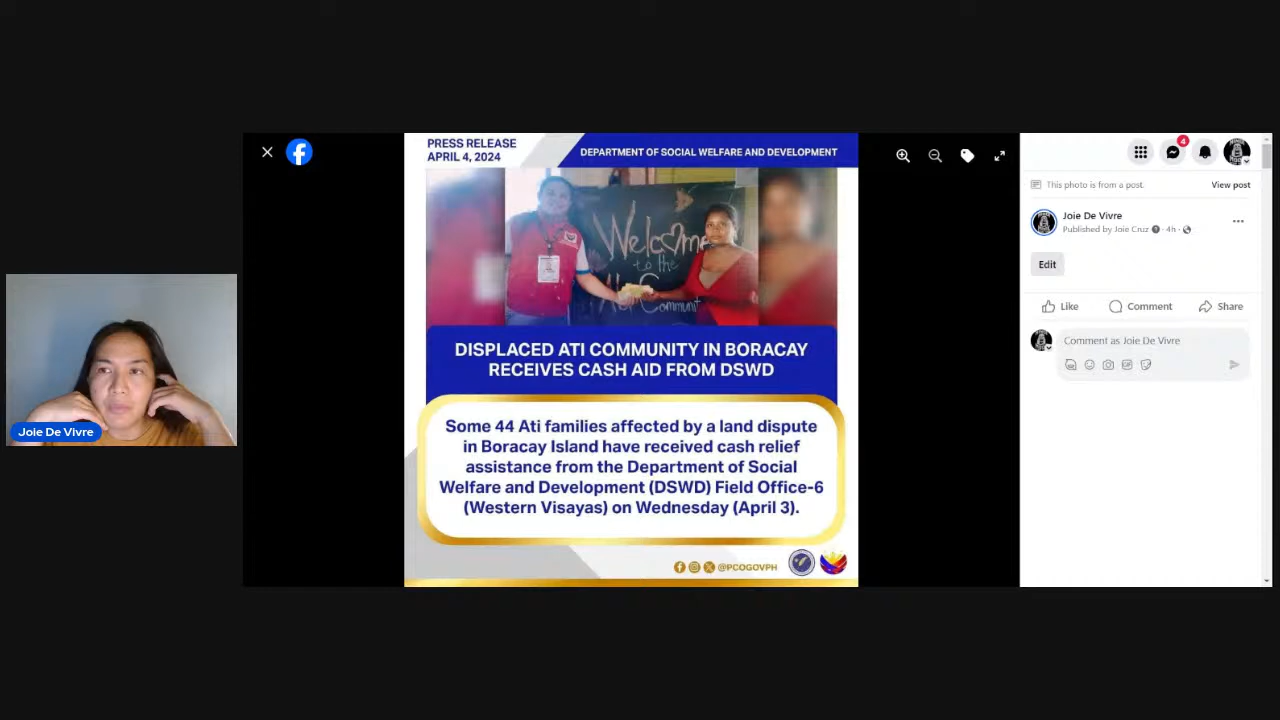 PRESS RELEASE
APRIL 4, 2024
DEPARTMENT OF SOCIAL WELFARE AND DEVELOPMENT
Welcome
to the
Communit
DISPLACED ATI COMMUNITY IN BORACAY
RECEIVES CASH AID FROM DSWD
Some 44 Ati families affected by a land dispute
in Boracay Island have received cash relief
assistance from the Department of Social
Welfare and Development (DSWD) Field Office-6
(Western Visayas) on Wednesday (April 3).
@PCOGOVPH
4
This photo is from a post.
View post
Joie De Vivre
Published by Joie Cruz · 4h ·
Edit
Like
Comment
Share
Comment as Joie De Vivre
Joie De Vivre